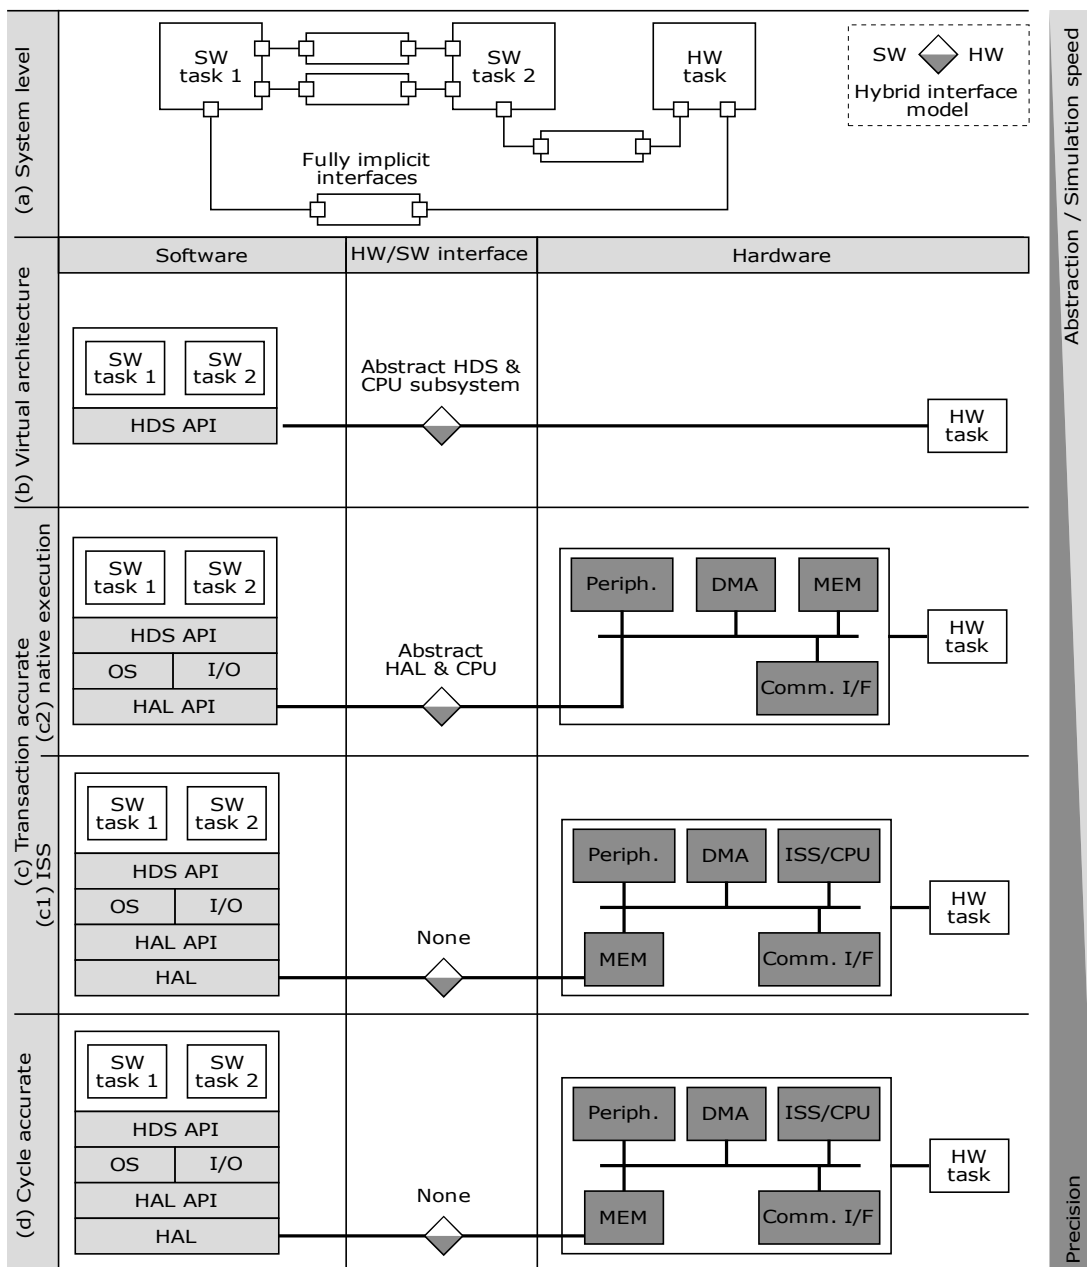 (a) System level
SW
task 1
SW
task 2
HW
task
Fully implicit
interfaces
SW
HW
Hybrid interface
model
Abstraction / Simulation speed
Precision
Software
HW/SW interface
Hardware
(b) Virtual architecture
SW
task 1
SW
task 2
HDS API
Abstract HDS &
CPU subsystem
HW
task
(c) Transaction accurate
(c2) native execution
SW
task 1
SW
task 2
HDS API
OS
I/O
HAL API
Abstract
HAL & CPU
Periph.
DMA
MEM
Comm. I/F
HW
task
(c1) ISS
SW
task 1
SW
task 2
HDS API
OS
I/O
HAL API
HAL
None
Periph.
DMA
ISS/CPU
MEM
Comm. I/F
HW
task
(d) Cycle accurate
SW
task 1
SW
task 2
HDS API
OS
I/O
HAL API
HAL
None
Periph.
DMA
ISS/CPU
MEM
Comm. I/F
HW
task